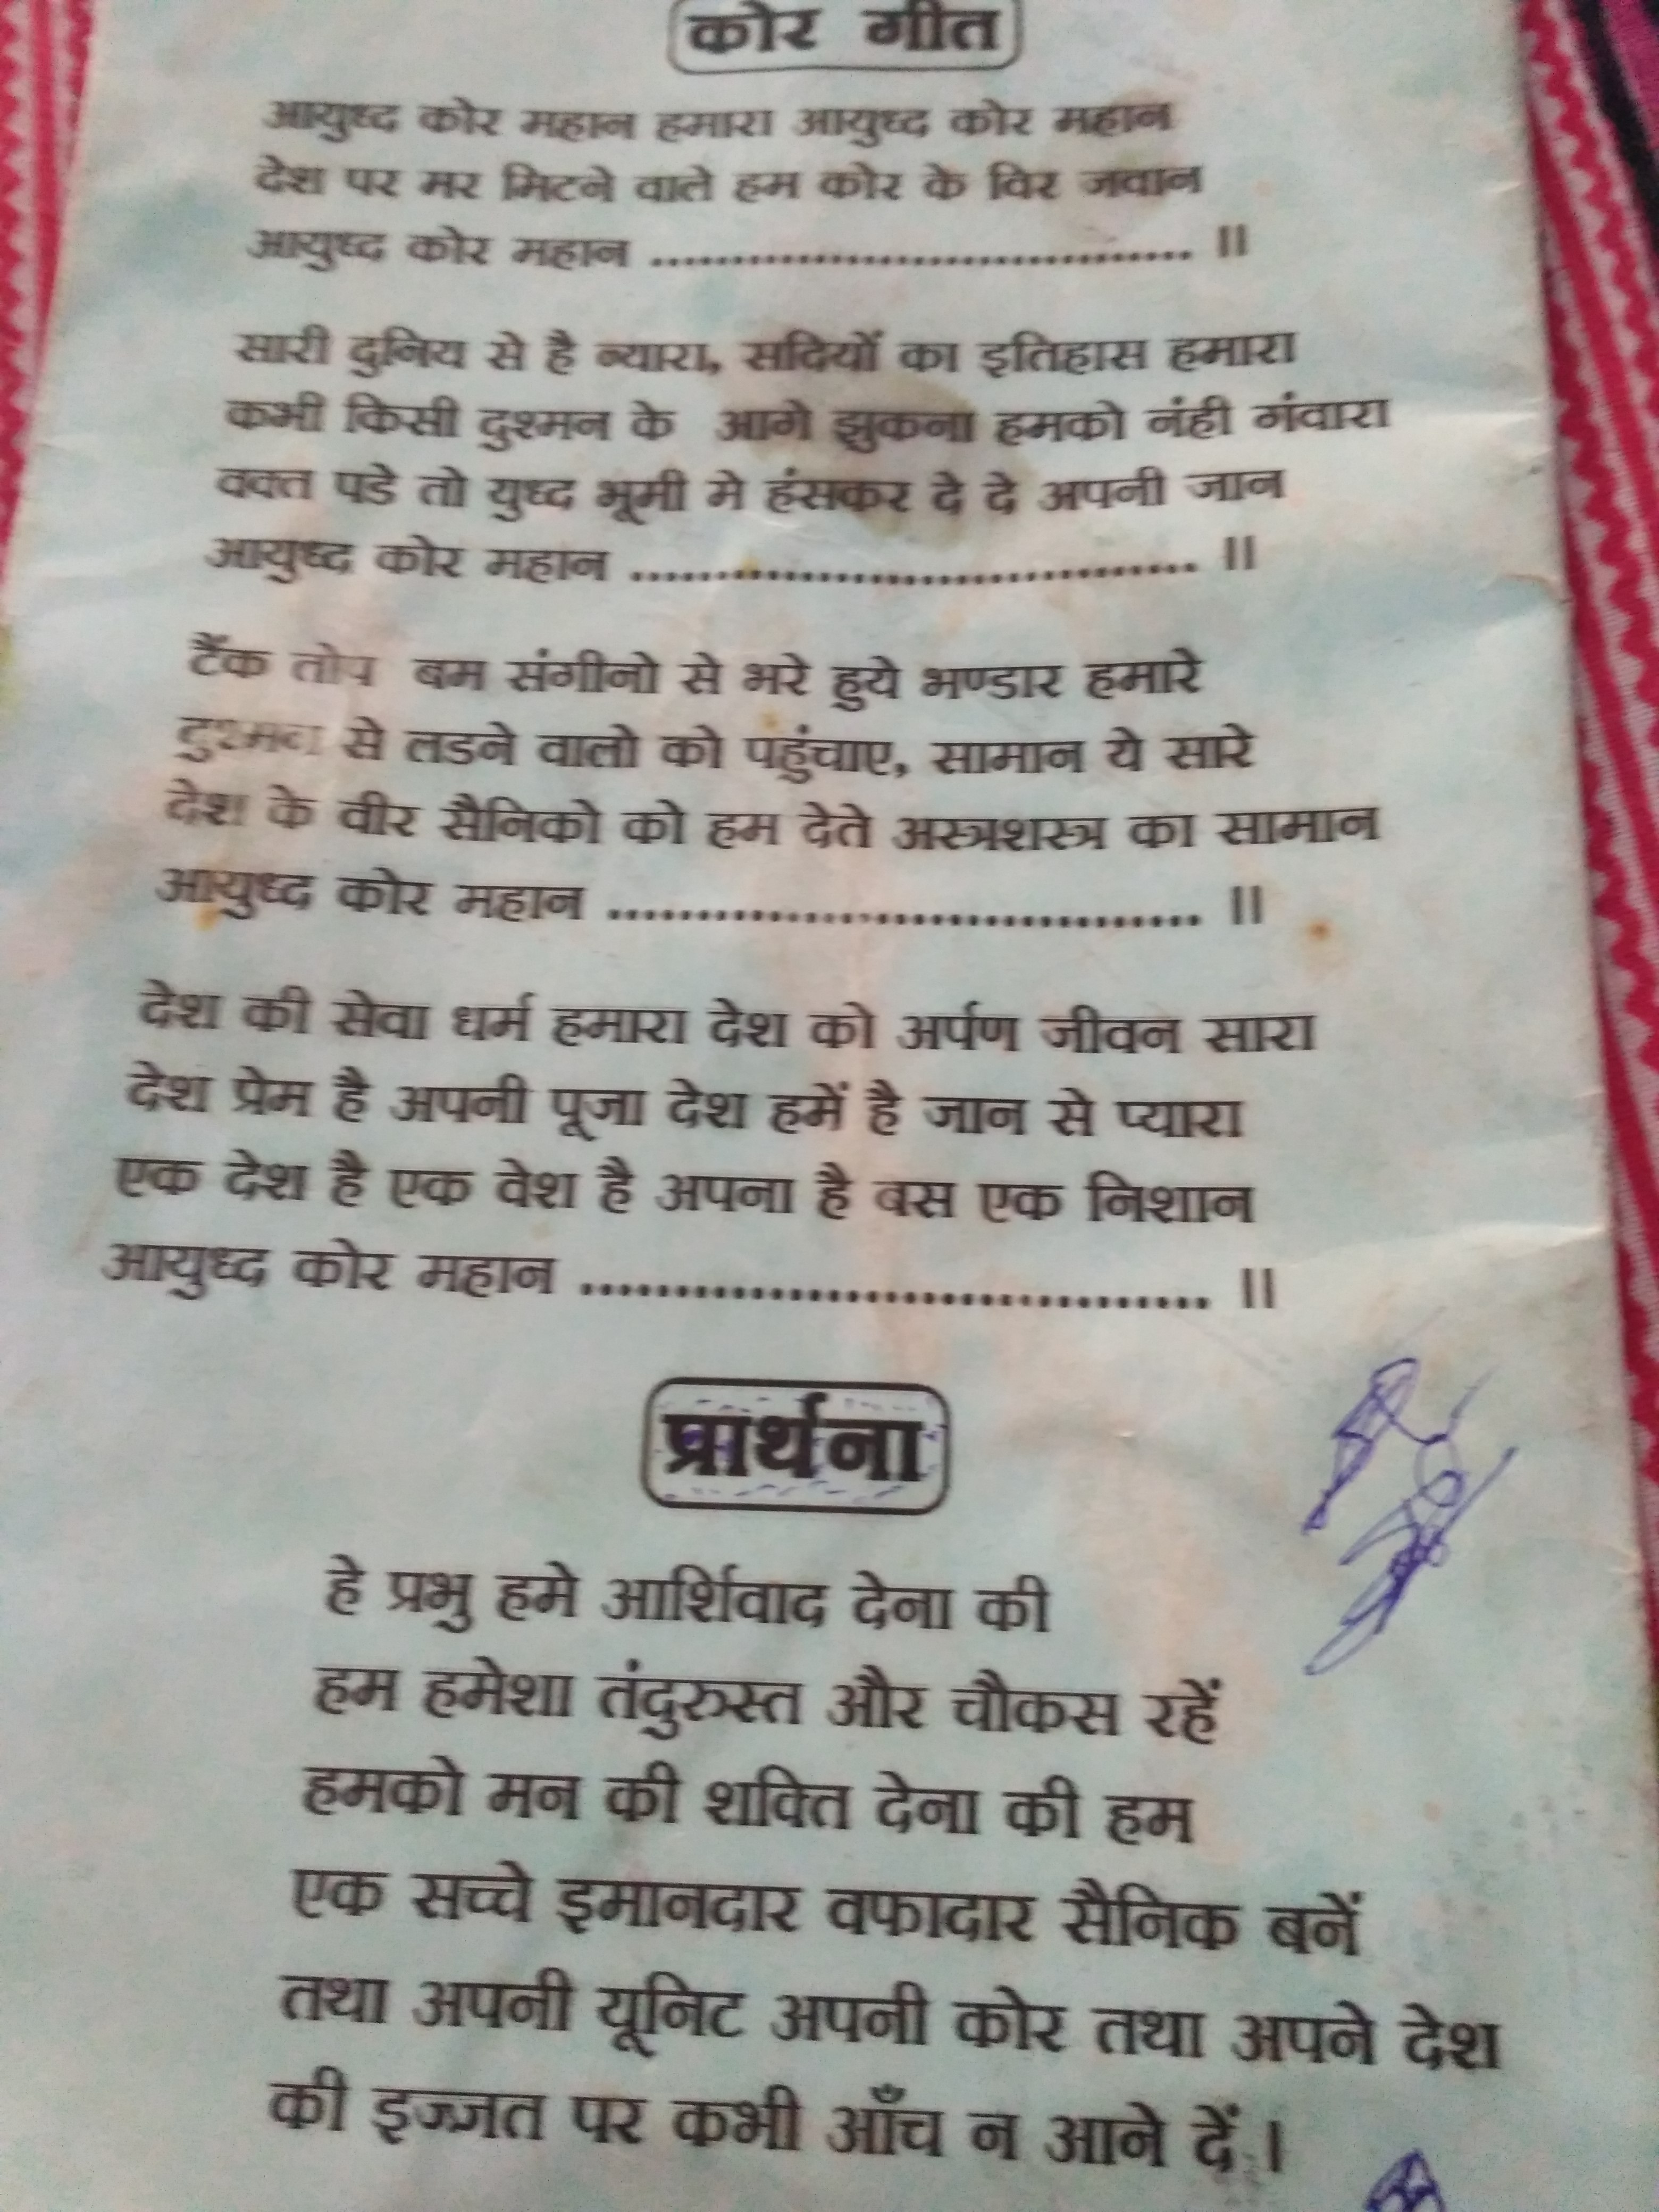 कोर गीत
आयुध्द कोर महान हमारा आयुध्द कोर महान
देश पर मर मिटने वाले हम कोर के विर जवान
आयुध्द कोर महान .................................. ||
सारी दुनिय से है न्यारा, सदियों का इतिहास हमारा
कभी किसी दुश्मन के आगे झुकना हमको नंही गंवारा
वक्त पडे तो युध्द भूमी मे हंसकर दे दे अपनी जान
आयुध्द कोर महान .................................. ||
टैंक तोप बम संगीनो से भरे हुये भण्डार हमारे
दुश्मन से लडने वालो को पहुंचाए, सामान ये सारे
देश के वीर सैनिको को हम देते अस्त्रशस्त्र का सामान
आयुध्द कोर महान .................................. ||
देश की सेवा धर्म हमारा देश को अर्पण जीवन सारा
देश प्रेम है अपनी पूजा देश हमें है जान से प्यारा
एक देश है एक वेश है अपना है बस एक निशान
आयुध्द कोर महान .................................. ||
प्रार्थना
हे प्रभु हमे आर्शिवाद देना की
हम हमेशा तंदुरुस्त और चौकस रहें
हमको मन की शक्ति देना की हम
एक सच्चे इमानदार वफादार सैनिक बनें
तथा अपनी यूनिट अपनी कोर तथा अपने देश
की इज्जत पर कभी आँच न आने दें।